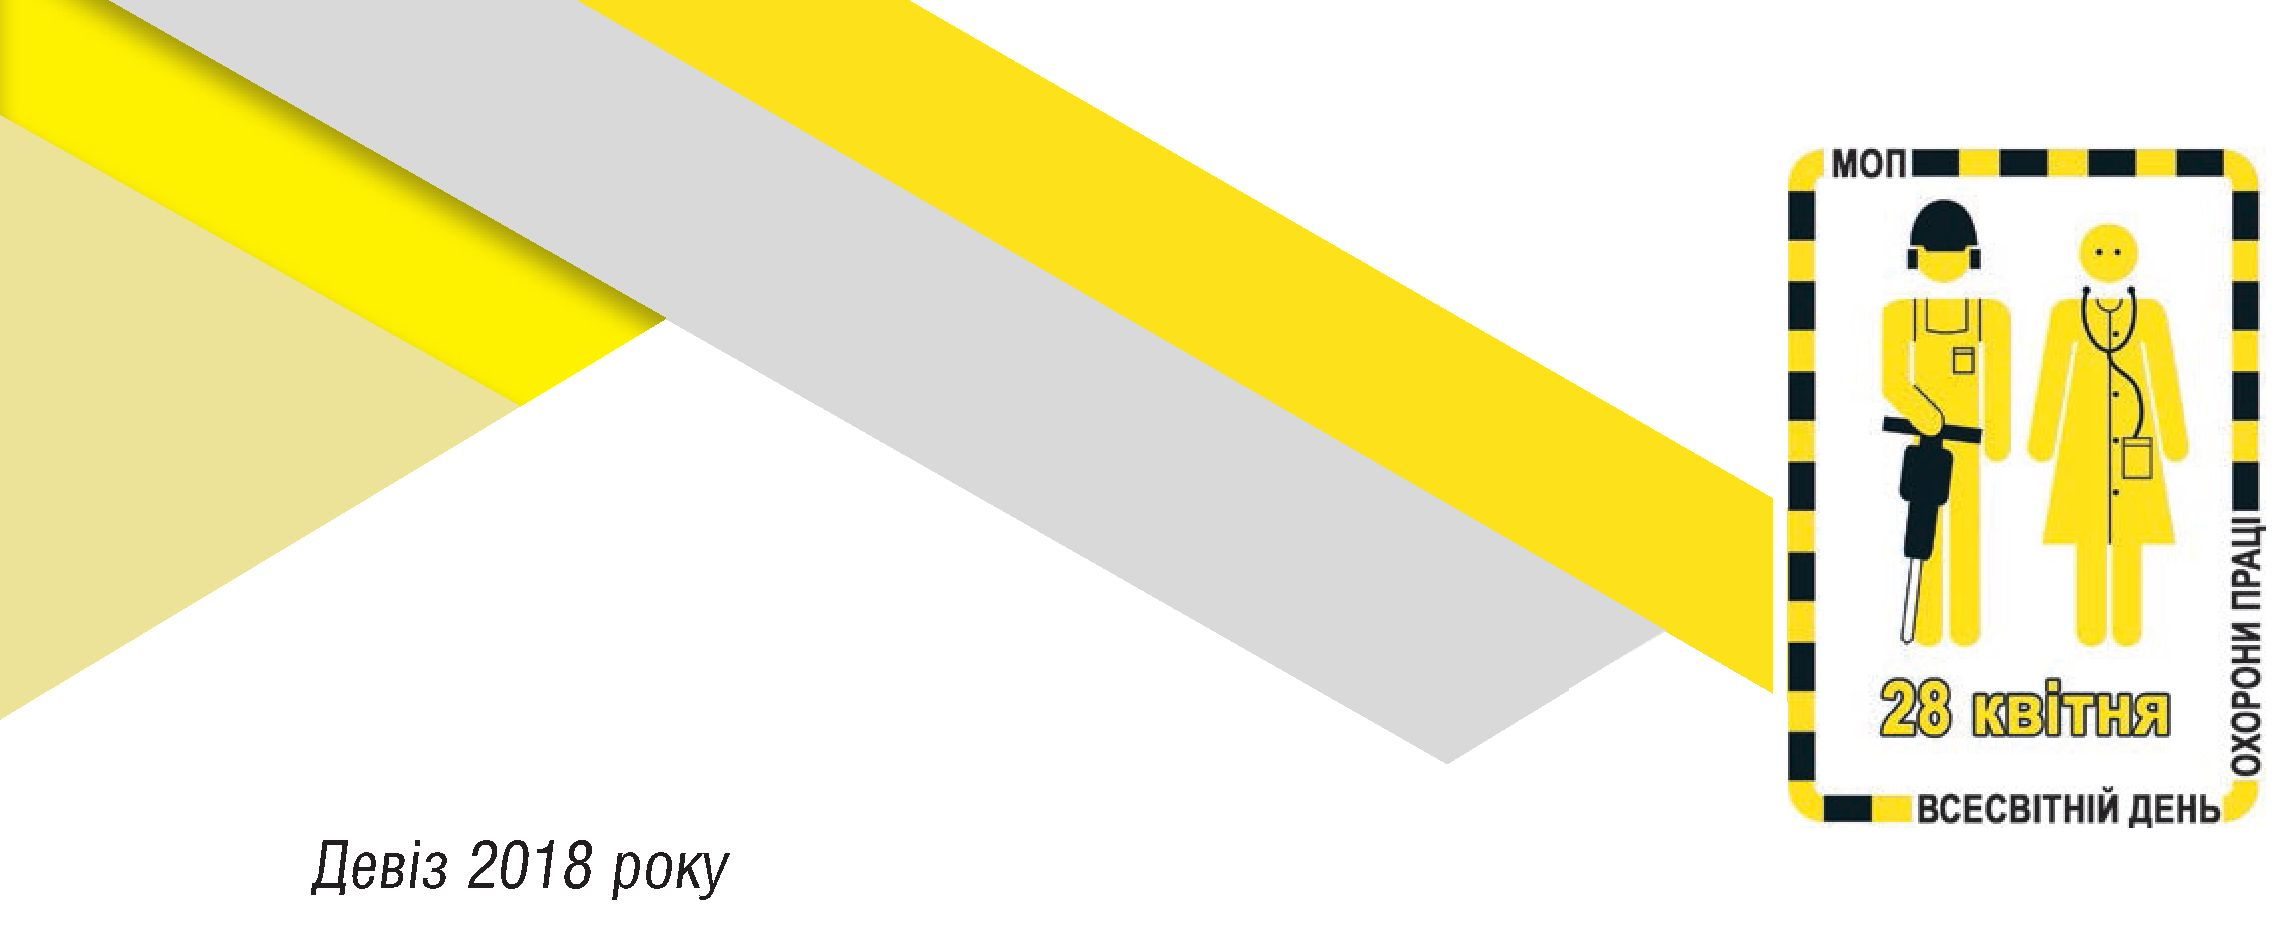 МОП
28 квітня
ВСЕСВІТНІЙ ДЕНЬ
ОХОРОНИ ПРАЦІ
Девіз 2018 року